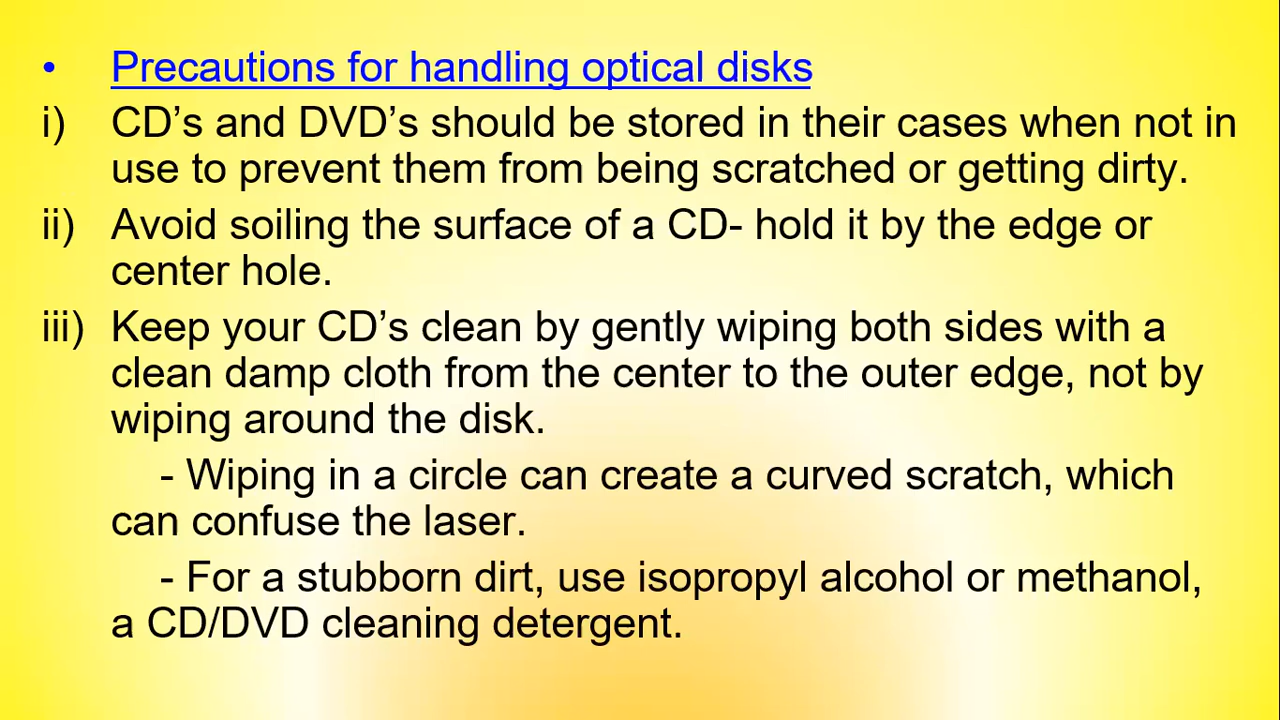 • Precautions for handling optical disks
i) CD’s and DVD’s should be stored in their cases when not in
use to prevent them from being scratched or getting dirty.
ii) Avoid soiling the surface of a CD- hold it by the edge or
center hole.
iii) Keep your CD’s clean by gently wiping both sides with a
clean damp cloth from the center to the outer edge, not by
wiping around the disk.
- Wiping in a circle can create a curved scratch, which
can confuse the laser.
- For a stubborn dirt, use isopropyl alcohol or methanol,
a CD/DVD cleaning detergent.